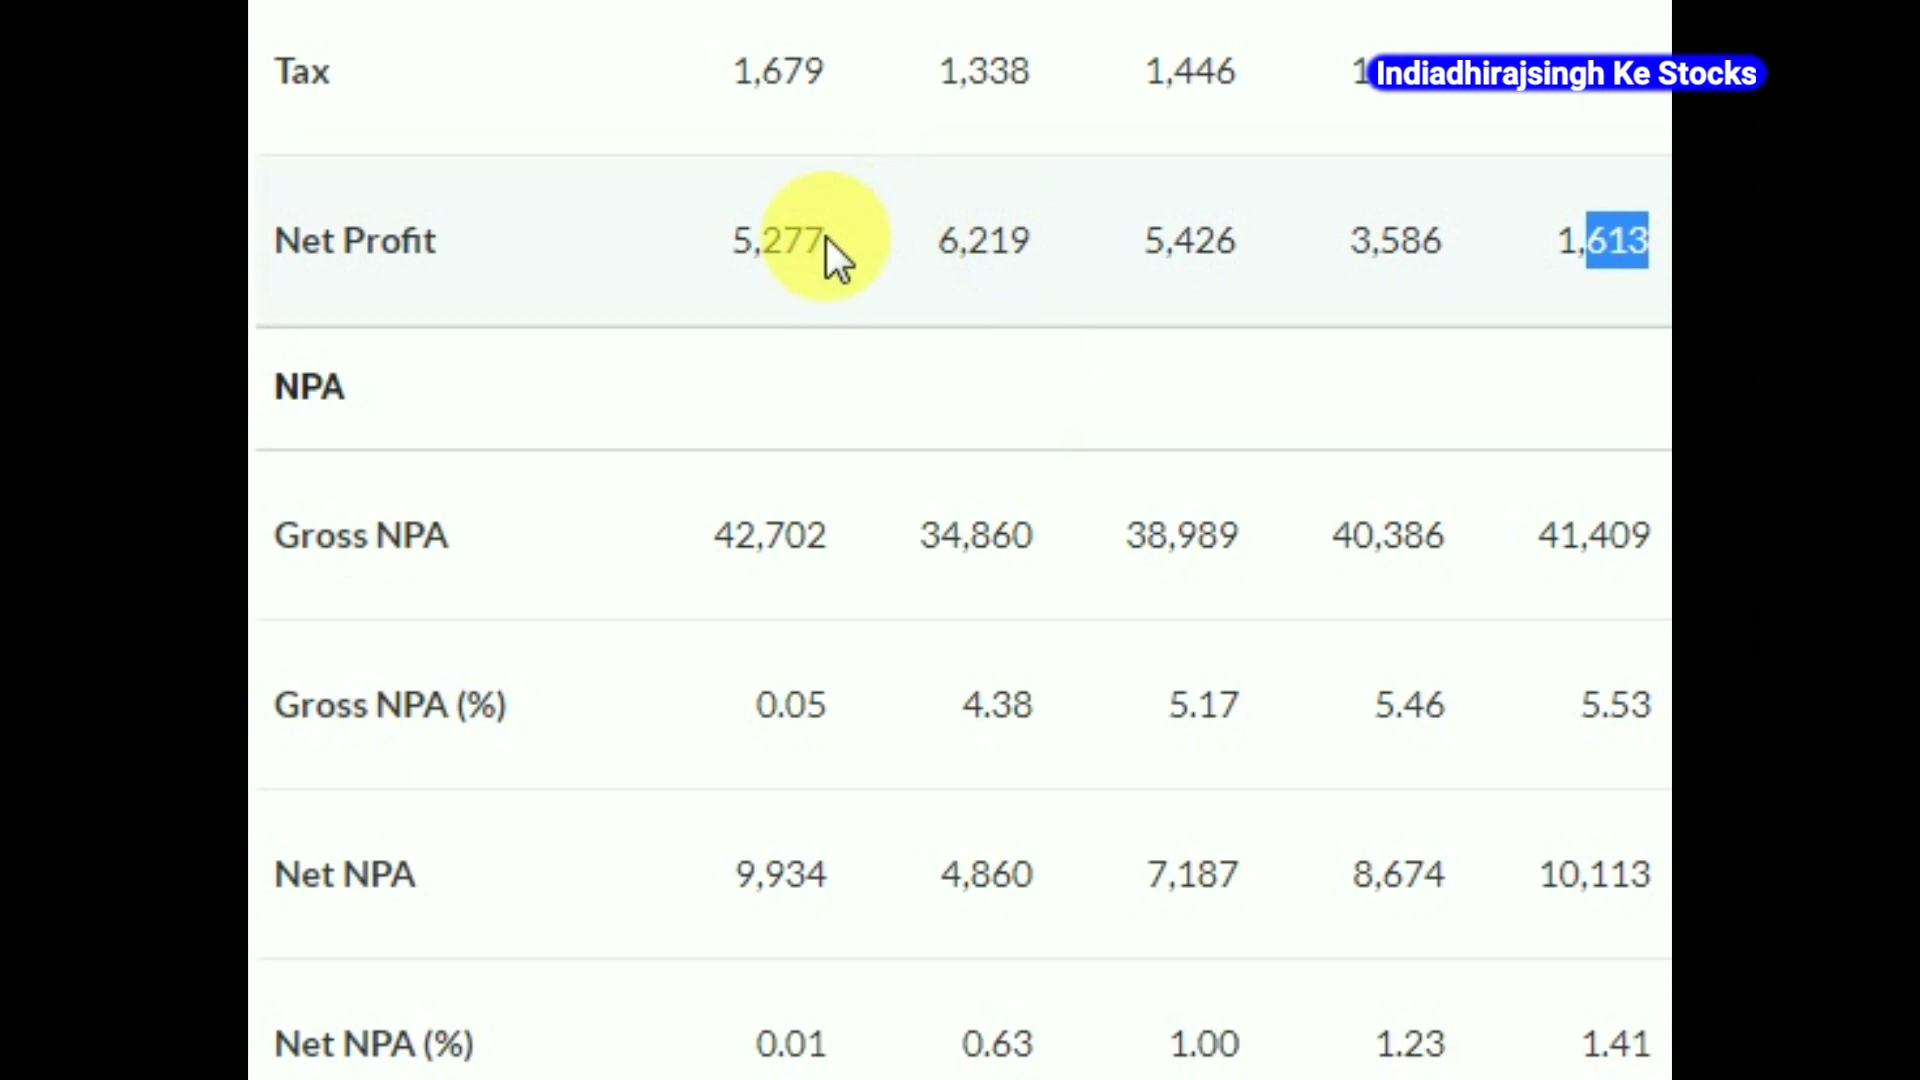 Tax 1,679 1,338 1,446 1
Indiadhirajsingh Ke Stocks
Net Profit 5,277 6,219 5,426 3,586 1,613
NPA
Gross NPA 42,702 34,860 38,989 40,386 41,409
Gross NPA (%) 0.05 4.38 5.17 5.46 5.53
Net NPA 9,934 4,860 7,187 8,674 10,113
Net NPA (%) 0.01 0.63 1.00 1.23 1.41